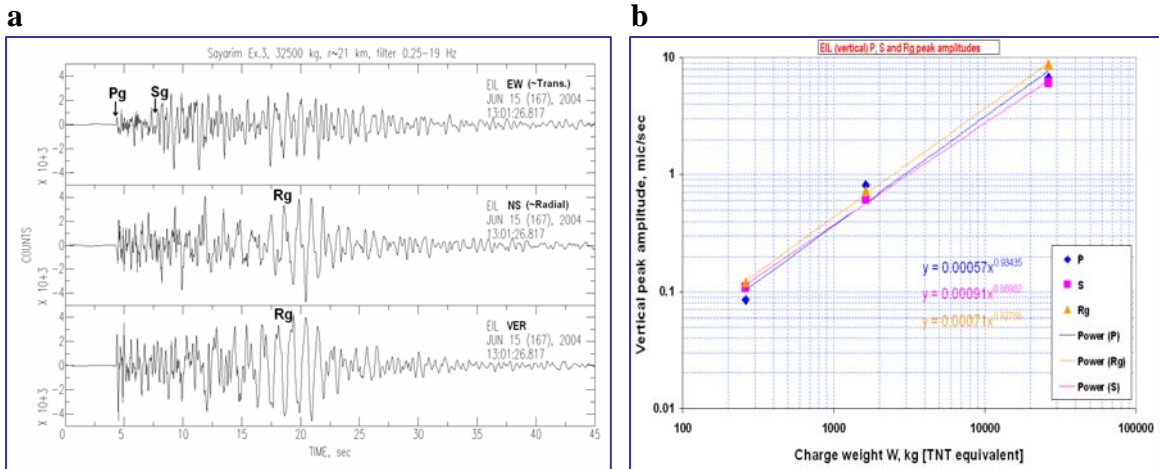 a
Sayarim Ex.3, 32500 kg, r~21 km, filter 0.25-19 Hz
4
2
0
-2
-4
X 10+3
Pg
Sg
EIL EW (~Trans.)
JUN 15 (167), 2004
13:01:26.817
4
2
0
-2
-4
X 10+3
COUNTS
Rg
EIL NS (~Radial)
JUN 15 (167), 2004
13:01:26.817
4
2
0
-2
-4
X 10+3
Rg
EIL VER
JUN 15 (167), 2004
13:01:26.817
0 5 10 15 20 25 30 35 40 45
TIME, sec
b
EIL (vertical) P, S and Rg peak amplitudes
Vertical peak amplitude, mic/sec
10
1
0.1
0.01
y = 0.00057x^0.93435
y = 0.00091x
y = 0.00071x
P
S
Rg
Power (P)
Power (Rg)
Power (S)
100 1000 10000 100000
Charge weight W, kg [TNT equivalent]